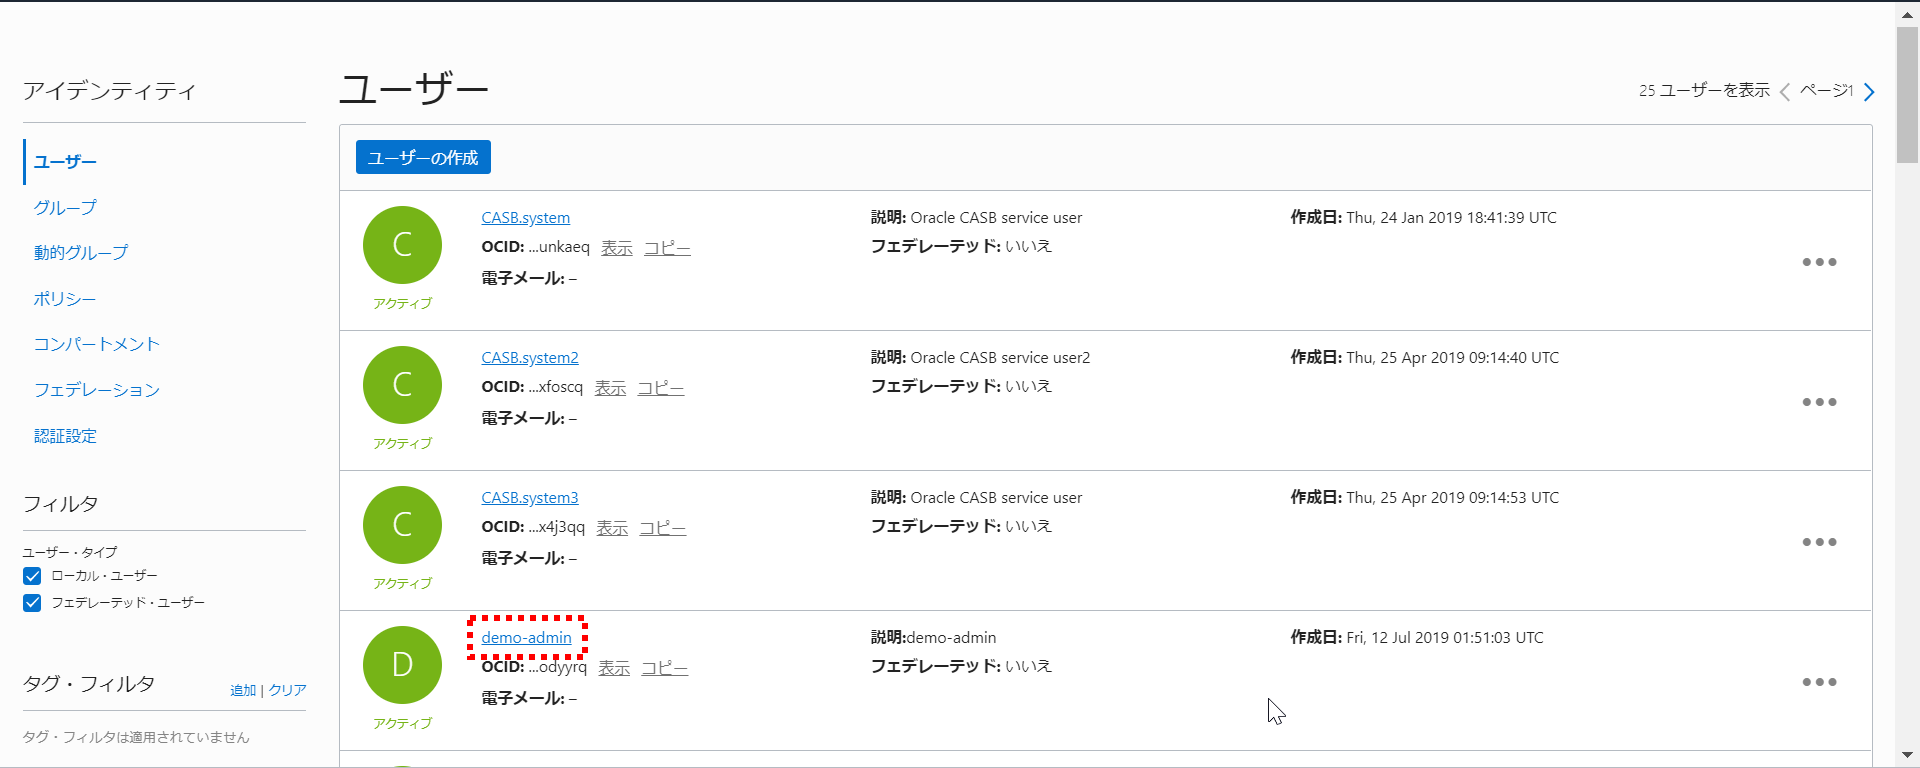 アイデンティティ
ユーザー
グループ
動的グループ
ポリシー
コンパートメント
フェデレーション
認証設定
フィルタ
ユーザー・タイプ
ローカル・ユーザー
フェデレーテッド・ユーザー
タグ・フィルタ
追加 | クリア
タグ・フィルタは適用されていません
ユーザー
25 ユーザーを表示 ページ1
ユーザーの作成
C
アクティブ
CASB.system
OCID: ...unkaeq 表示 コピー
電子メール: –
説明: Oracle CASB service user
フェデレーテッド: いいえ
作成日: Thu, 24 Jan 2019 18:41:39 UTC
C
アクティブ
CASB.system2
OCID: ...xfoscq 表示 コピー
電子メール: –
説明: Oracle CASB service user2
フェデレーテッド: いいえ
作成日: Thu, 25 Apr 2019 09:14:40 UTC
C
アクティブ
CASB.system3
OCID: ...x4j3qq 表示 コピー
電子メール: –
説明: Oracle CASB service user
フェデレーテッド: いいえ
作成日: Thu, 25 Apr 2019 09:14:53 UTC
D
アクティブ
demo-admin
OCID: ...odyyrq 表示 コピー
電子メール: –
説明:demo-admin
フェデレーテッド: いいえ
作成日: Fri, 12 Jul 2019 01:51:03 UTC